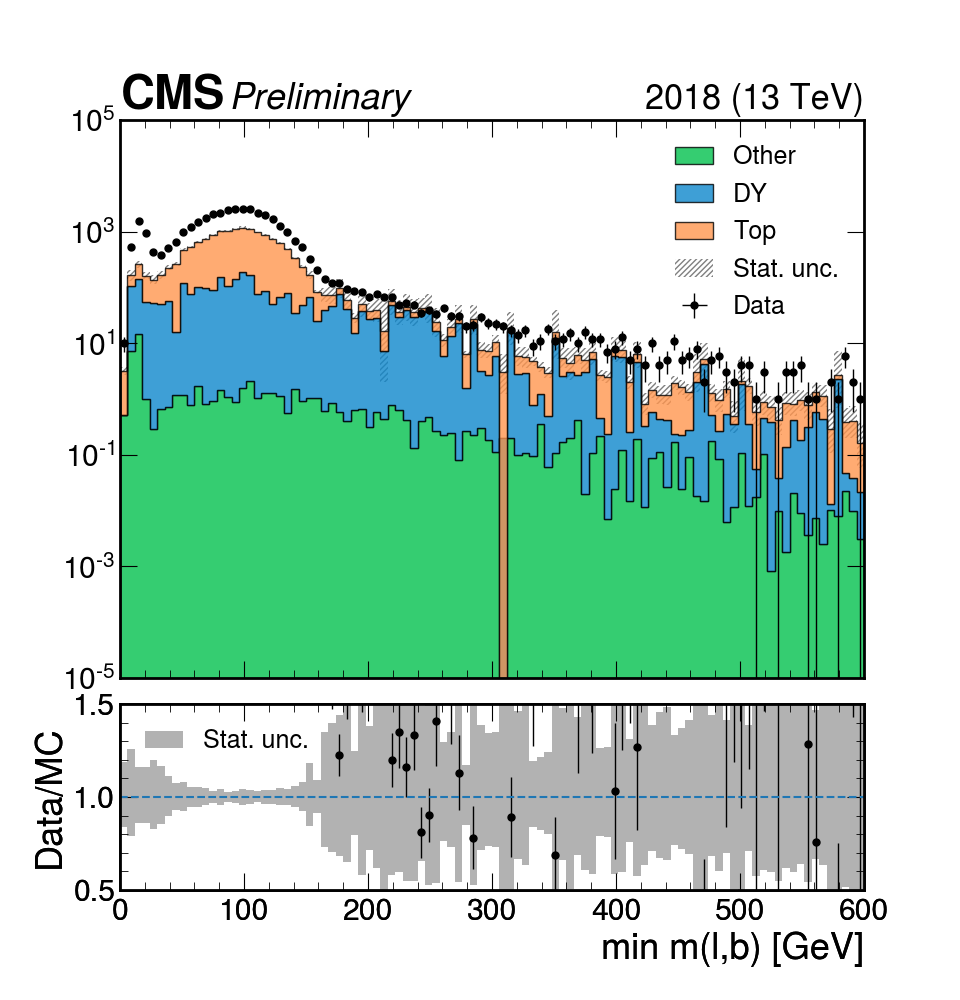 CMS Preliminary 2018 (13 TeV)
10^5
10^3
10^1
10^-1
10^-3
10^-5
Other
DY
Top
Stat. unc.
Data
1.5
1.0
0.5
Data/MC
Stat. unc.
0 100 200 300 400 500 600
min m(l,b) [GeV]